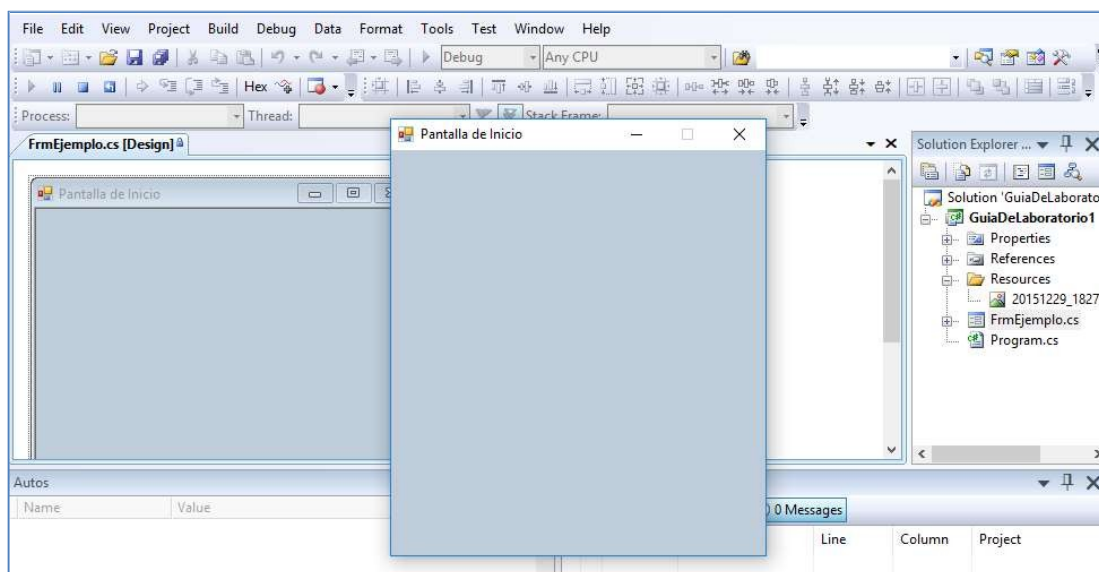 File Edit View Project Build Debug Data Format Tools Test Window Help
Debug Any CPU
Hex
Process: Thread: Stack Frame:
FrmEjemplo.cs [Design]
Pantalla de Inicio
Pantalla de Inicio
Solution Explorer ...
Solution 'GuiaDeLaborato
GuiaDeLaboratorio1
Properties
References
Resources
20151229_1827
FrmEjemplo.cs
Program.cs
Autos
Name Value
0 Messages
Line Column Project